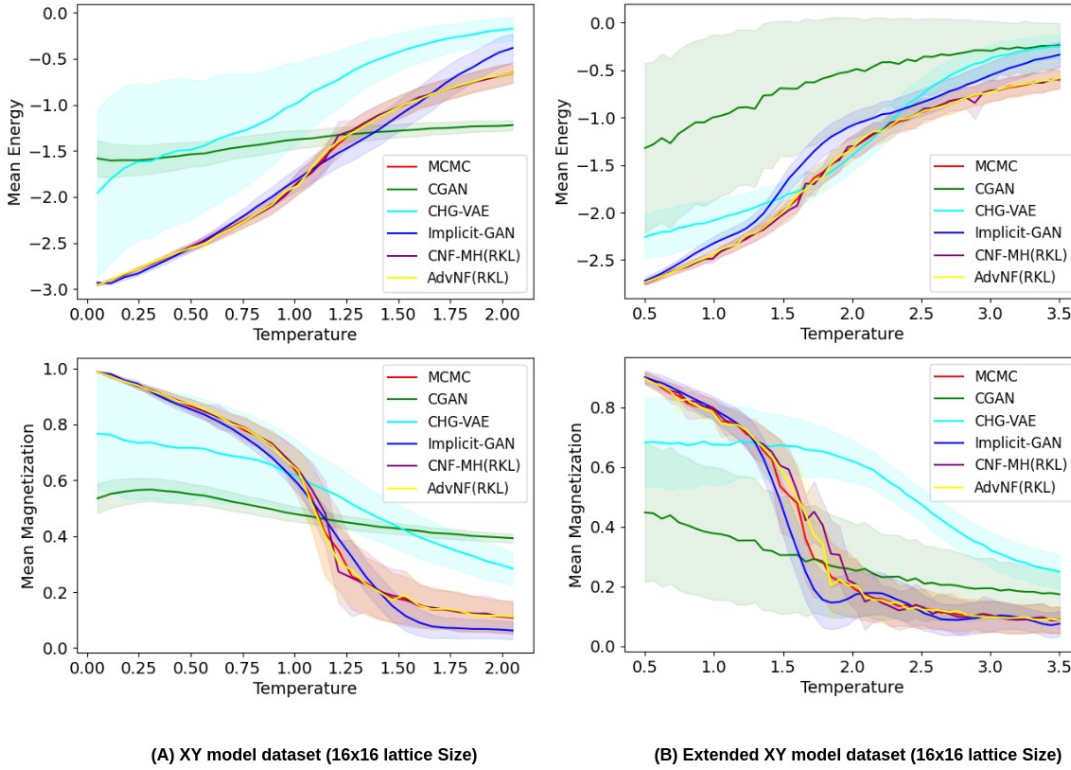 Mean Energy
0.0
−0.5
−1.0
−1.5
−2.0
−2.5
−3.0
MCMC
CGAN
CHG-VAE
Implicit-GAN
CNF-MH(RKL)
AdvNF(RKL)
0.00 0.25 0.50 0.75 1.00 1.25 1.50 1.75 2.00
Temperature
Mean Energy
0.0
−0.5
−1.0
−1.5
−2.0
−2.5
MCMC
CGAN
CHG-VAE
Implicit-GAN
CNF-MH(RKL)
AdvNF(RKL)
0.5 1.0 1.5 2.0 2.5 3.0 3.5
Temperature
Mean Magnetization
1.0
0.8
0.6
0.4
0.2
0.0
MCMC
CGAN
CHG-VAE
Implicit-GAN
CNF-MH(RKL)
AdvNF(RKL)
0.00 0.25 0.50 0.75 1.00 1.25 1.50 1.75 2.00
Temperature
Mean Magnetization
0.8
0.6
0.4
0.2
0.0
MCMC
CGAN
CHG-VAE
Implicit-GAN
CNF-MH(RKL)
AdvNF(RKL)
0.5 1.0 1.5 2.0 2.5 3.0 3.5
Temperature
(A) XY model dataset (16x16 lattice Size)
(B) Extended XY model dataset (16x16 lattice Size)